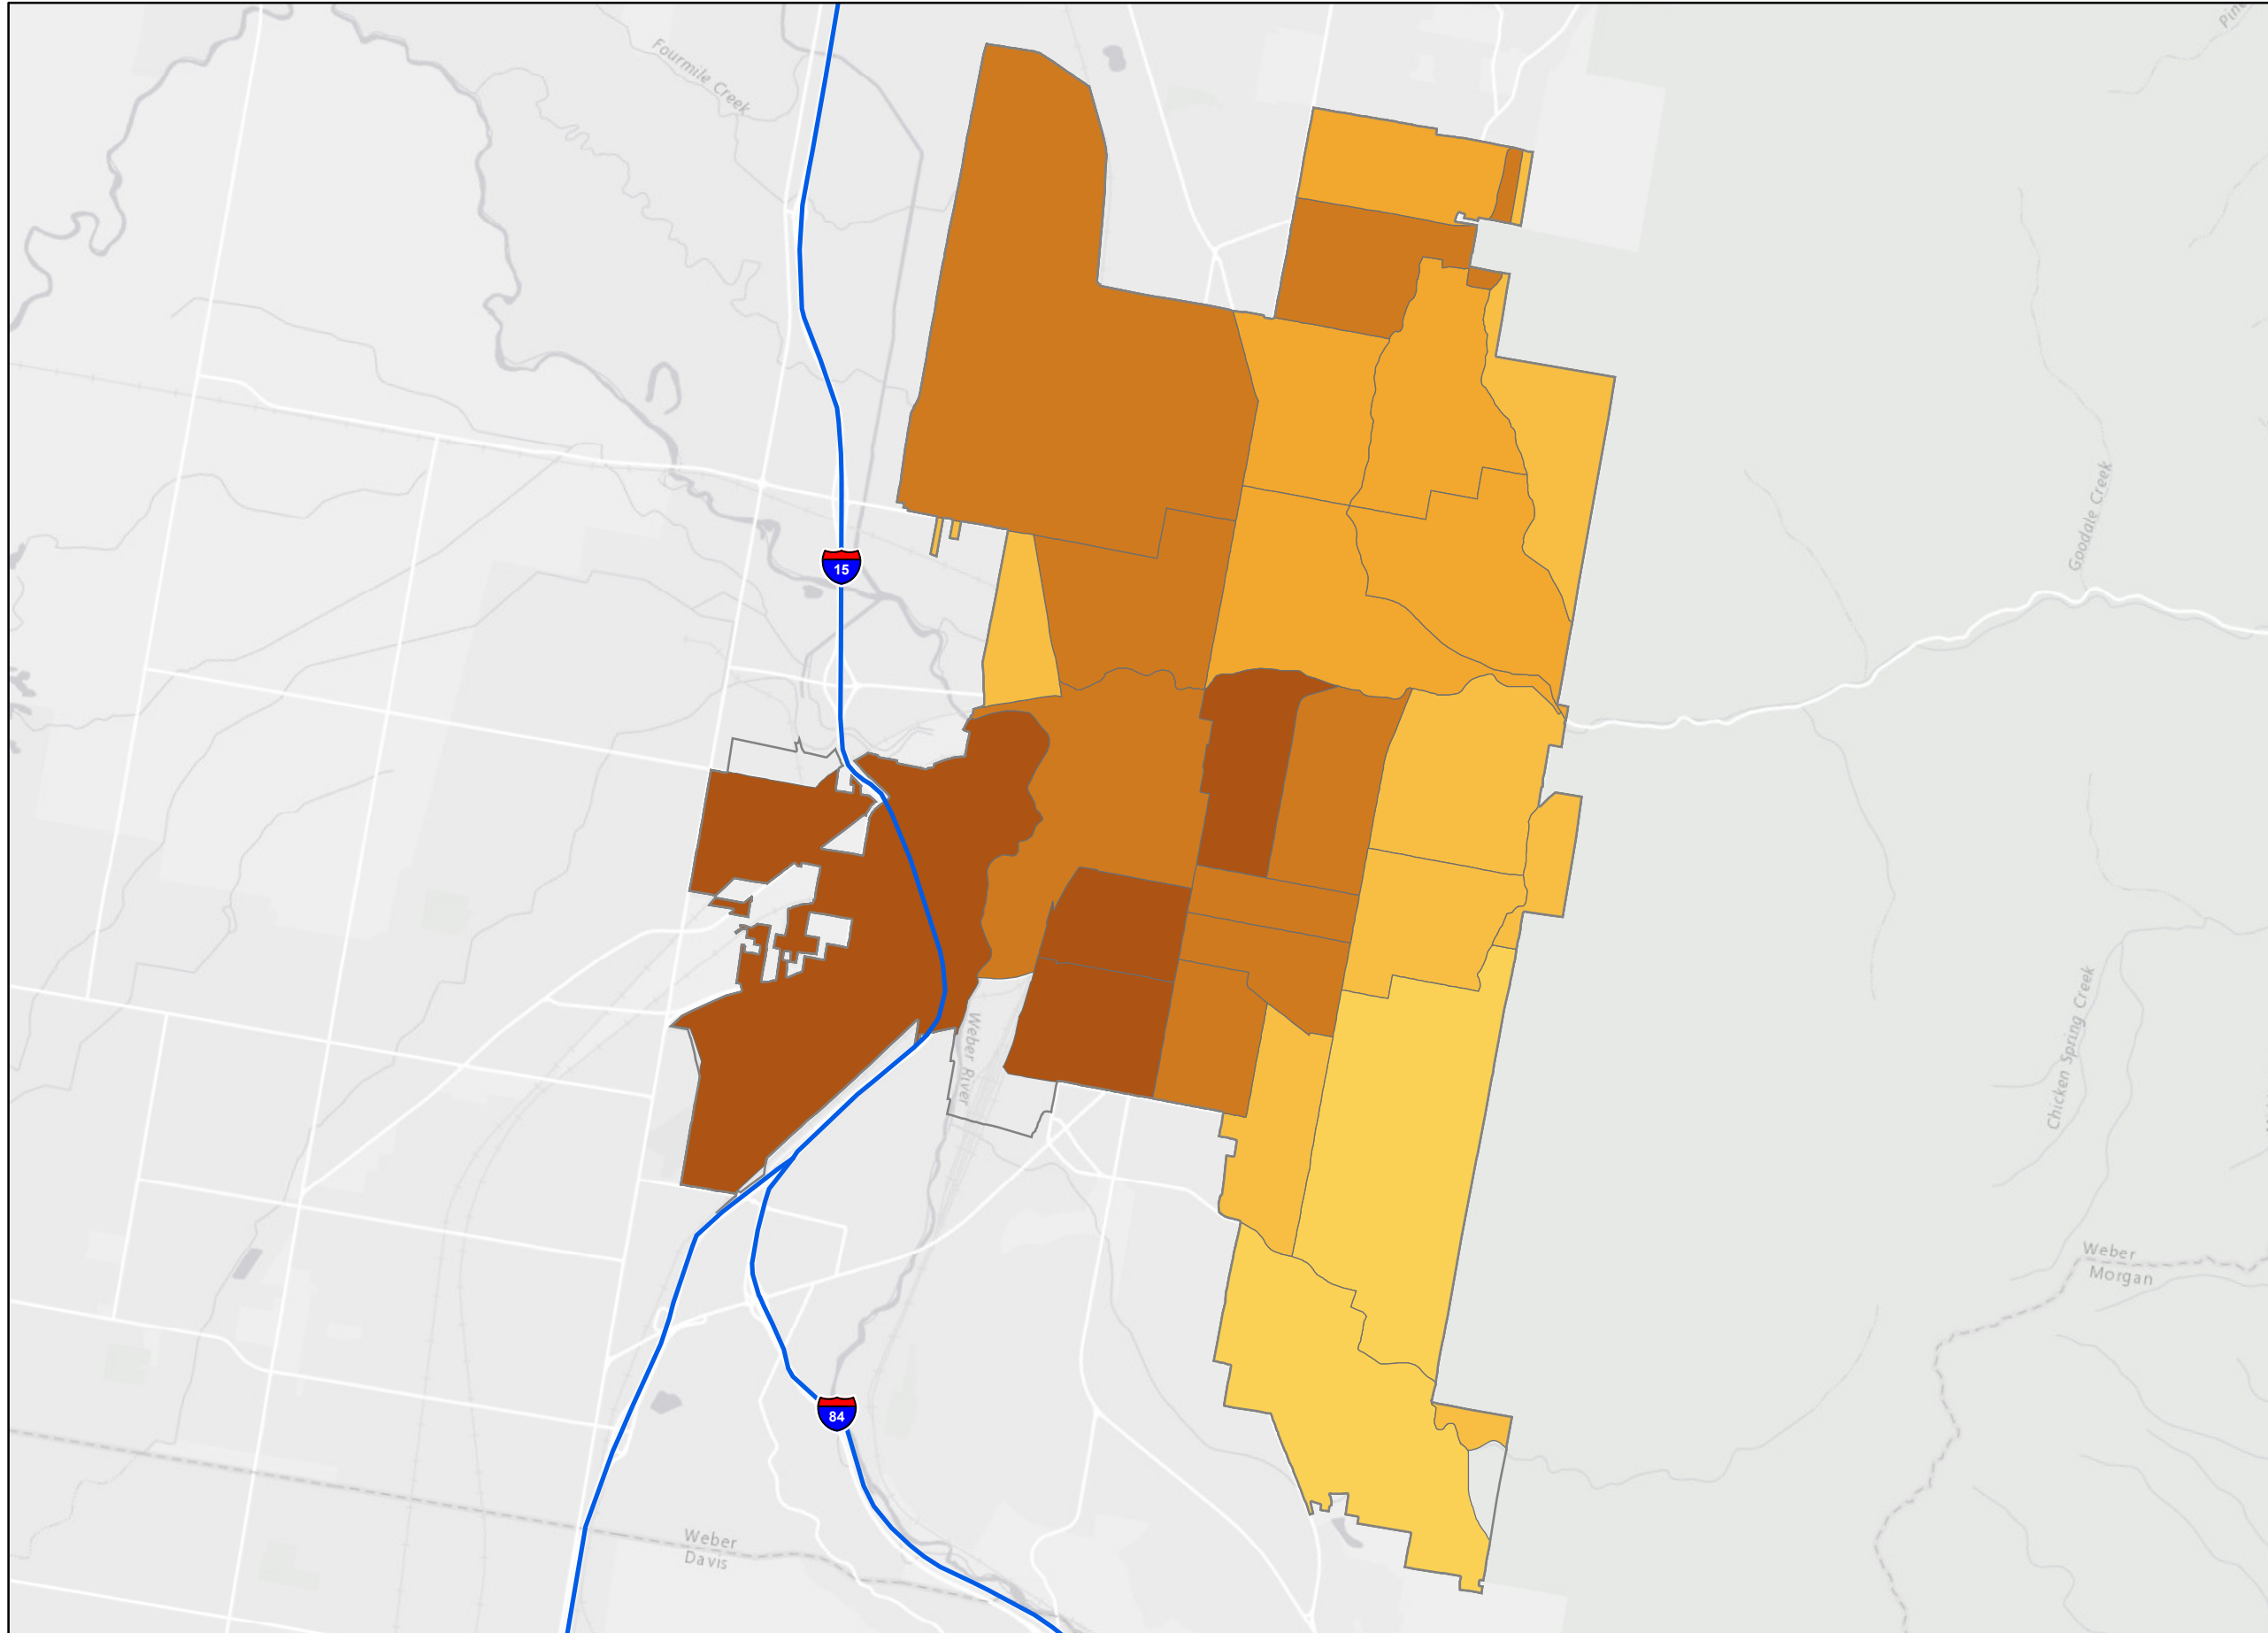 Fourmile Creek
15
Goodale Creek
Weber River
Chicken Spring Creek
Weber
Morgan
84
Weber
Davis